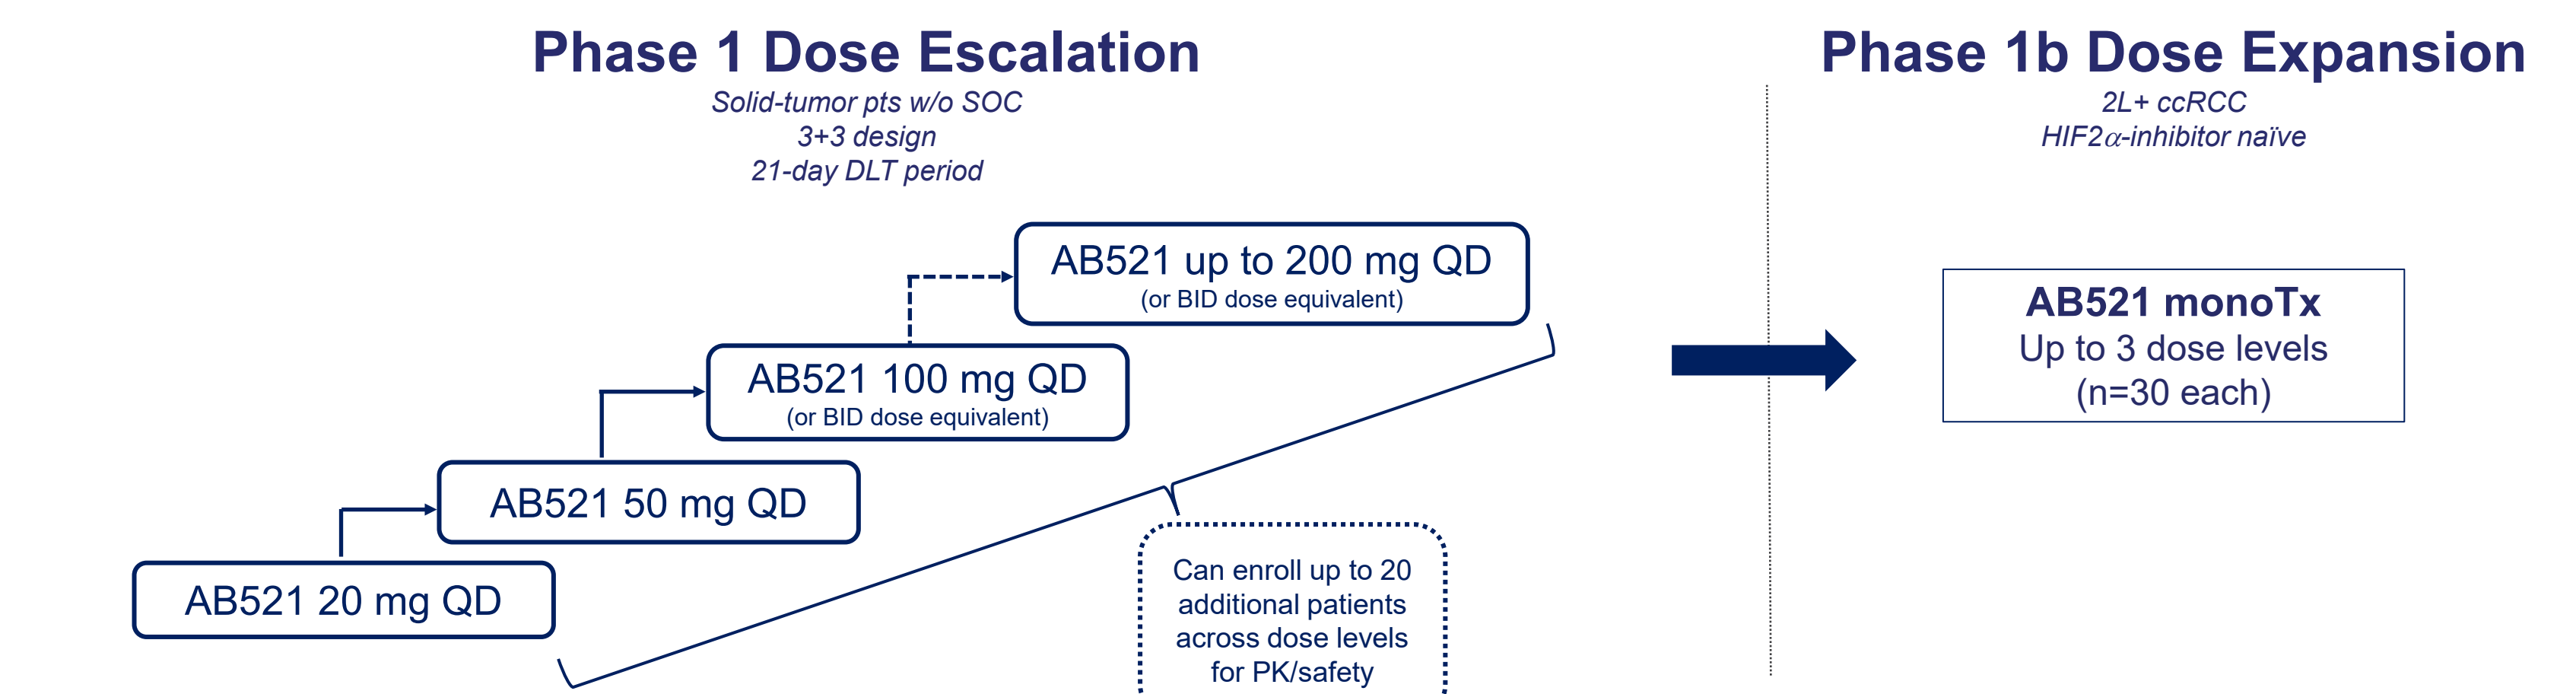 Phase 1 Dose Escalation
Solid-tumor pts w/o SOC
3+3 design
21-day DLT period
AB521 up to 200 mg QD
(or BID dose equivalent)
AB521 100 mg QD
(or BID dose equivalent)
AB521 50 mg QD
AB521 20 mg QD
Can enroll up to 20
additional patients
across dose levels
for PK/safety
Phase 1b Dose Expansion
2L+ ccRCC
HIF2α-inhibitor naïve
AB521 monoTx
Up to 3 dose levels
(n=30 each)